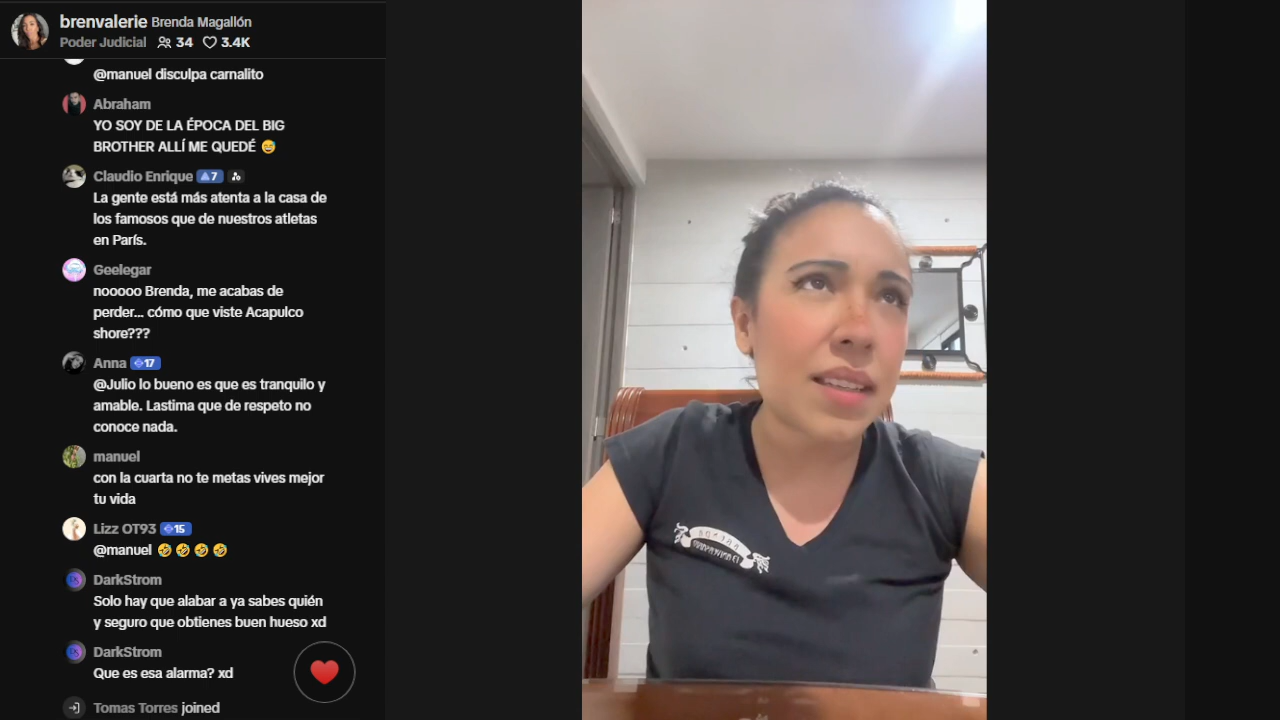 brenvalerie Brenda Magallón
Poder Judicial 34 3.4K
@manuel disculpa carnalito
Abraham
YO SOY DE LA ÉPOCA DEL BIG
BROTHER ALLÍ ME QUEDÉ 😅
Claudio Enrique 7
La gente está más atenta a la casa de
los famosos que de nuestros atletas
en París.
Geelegar
nooooo Brenda, me acabas de
perder... cómo que viste Acapulco
shore???
Anna 17
@Julio lo bueno es que es tranquilo y
amable. Lastima que de respeto no
conoce nada.
manuel
con la cuarta no te metas vives mejor
tu vida
Lizz OT93 15
@manuel 🤣🤣🤣🤣
DarkStrom
Solo hay que alabar a ya sabes quién
y seguro que obtienes buen hueso xd
DarkStrom
Que es esa alarma? xd
Tomas Torres joined